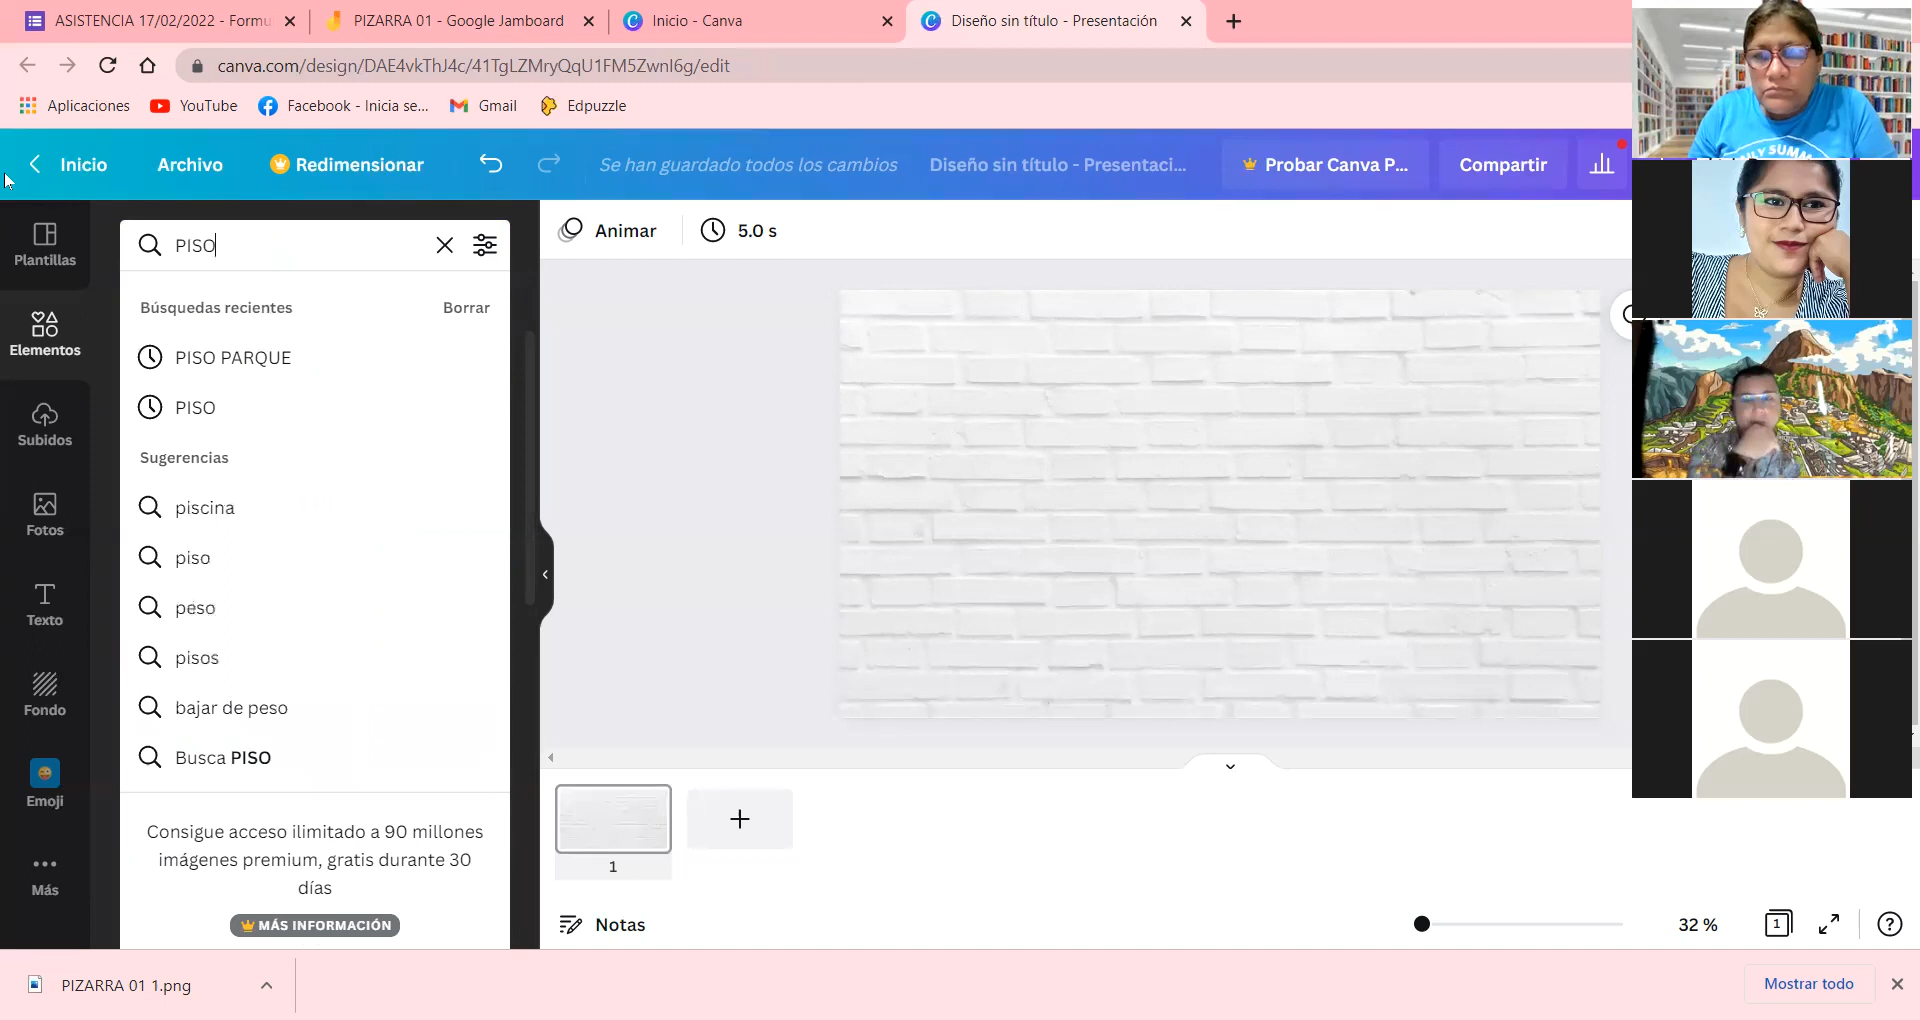 ASISTENCIA 17/02/2022 - Formu
PIZARRA 01 - Google Jamboard
Inicio - Canva
Diseño sin título - Presentación
canva.com/design/DAE4vkThJ4c/41TgLZMryQqU1FM5ZwnI6g/edit
Aplicaciones
YouTube
Facebook - Inicia se...
Gmail
Edpuzzle
Inicio
Archivo
Redimensionar
Se han guardado todos los cambios
Diseño sin título - Presentaci...
Probar Canva P...
Compartir
Plantillas
Elementos
Subidos
Fotos
Texto
Fondo
Emoji
Más
PISO
Búsquedas recientes
Borrar
PISO PARQUE
PISO
Sugerencias
piscina
piso
peso
pisos
bajar de peso
Busca PISO
Consigue acceso ilimitado a 90 millones
imágenes premium, gratis durante 30
días
MÁS INFORMACIÓN
Animar
5.0 s
1
Notas
32 %
1
PIZARRA 01 1.png
Mostrar todo